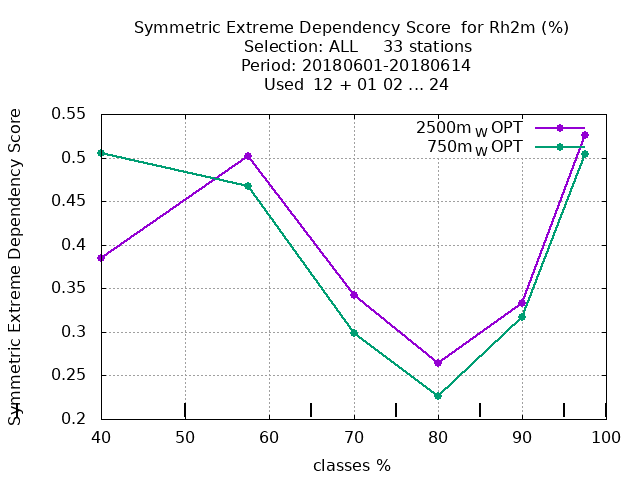 Symmetric Extreme Dependency Score for Rh2m (%)
Selection: ALL 33 stations
Period: 20180601-20180614
Used 12 + 01 02 ... 24
Symmetric Extreme Dependency Score
0.55
0.5
0.45
0.4
0.35
0.3
0.25
0.2
2500m W OPT
750m W OPT
40 50 60 70 80 90 100
classes %